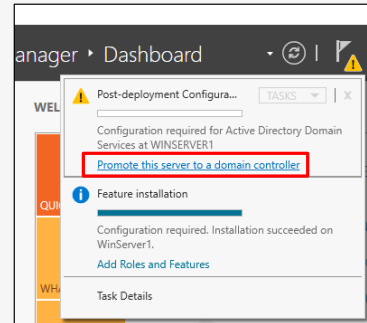 anager • Dashboard
WEL
Post-deployment Configura...
TASKS
X
Configuration required for Active Directory Domain
Services at WINSERVER1
Promote this server to a domain controller
QUI
Feature installation
Configuration required. Installation succeeded on
WinServer1.
Add Roles and Features
WHA
Task Details